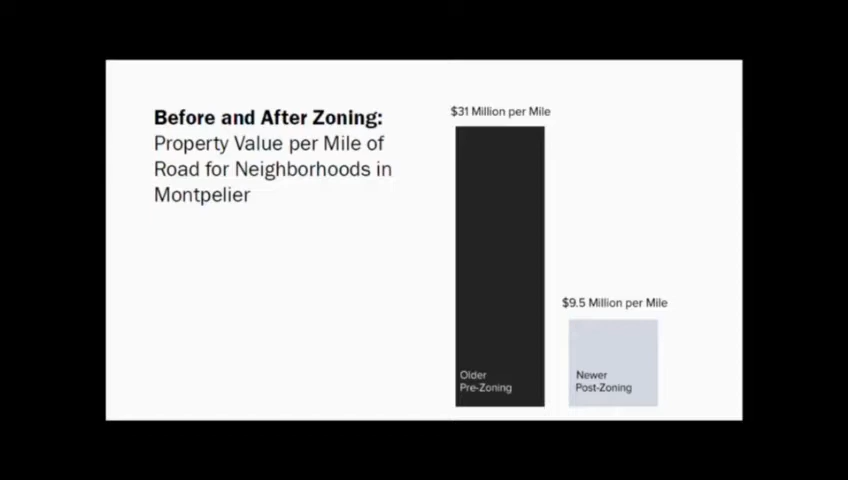 Before and After Zoning:
Property Value per Mile of
Road for Neighborhoods in
Montpelier
$31 Million per Mile
$9.5 Million per Mile
Older
Pre-Zoning
Newer
Post-Zoning